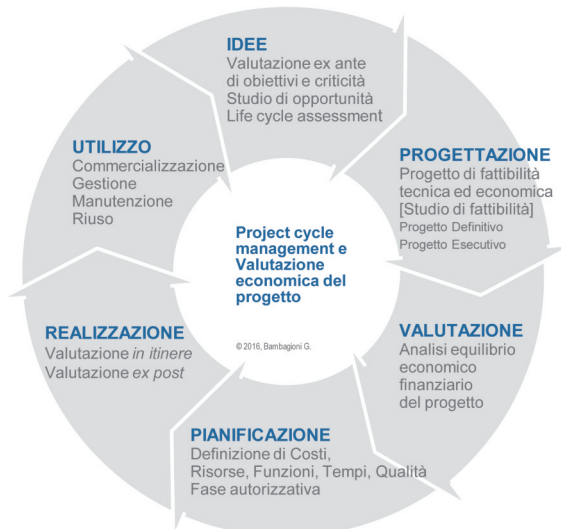 IDEE
Valutazione ex ante
di obiettivi e criticità
Studio di opportunità
Life cycle assessment
PROGETTAZIONE
Progetto di fattibilità
tecnica ed economica
[Studio di fattibilità]
Progetto Definitivo
Progetto Esecutivo
VALUTAZIONE
Analisi equilibrio
economico
finanziario
del progetto
PIANIFICAZIONE
Definizione di Costi,
Risorse, Funzioni, Tempi, Qualità
Fase autorizzativa
REALIZZAZIONE
Valutazione in itinere
Valutazione ex post
UTILIZZO
Commercializzazione
Gestione
Manutenzione
Riuso
Project cycle
management e
Valutazione
economica del
progetto
© 2016, Bambagioni G.